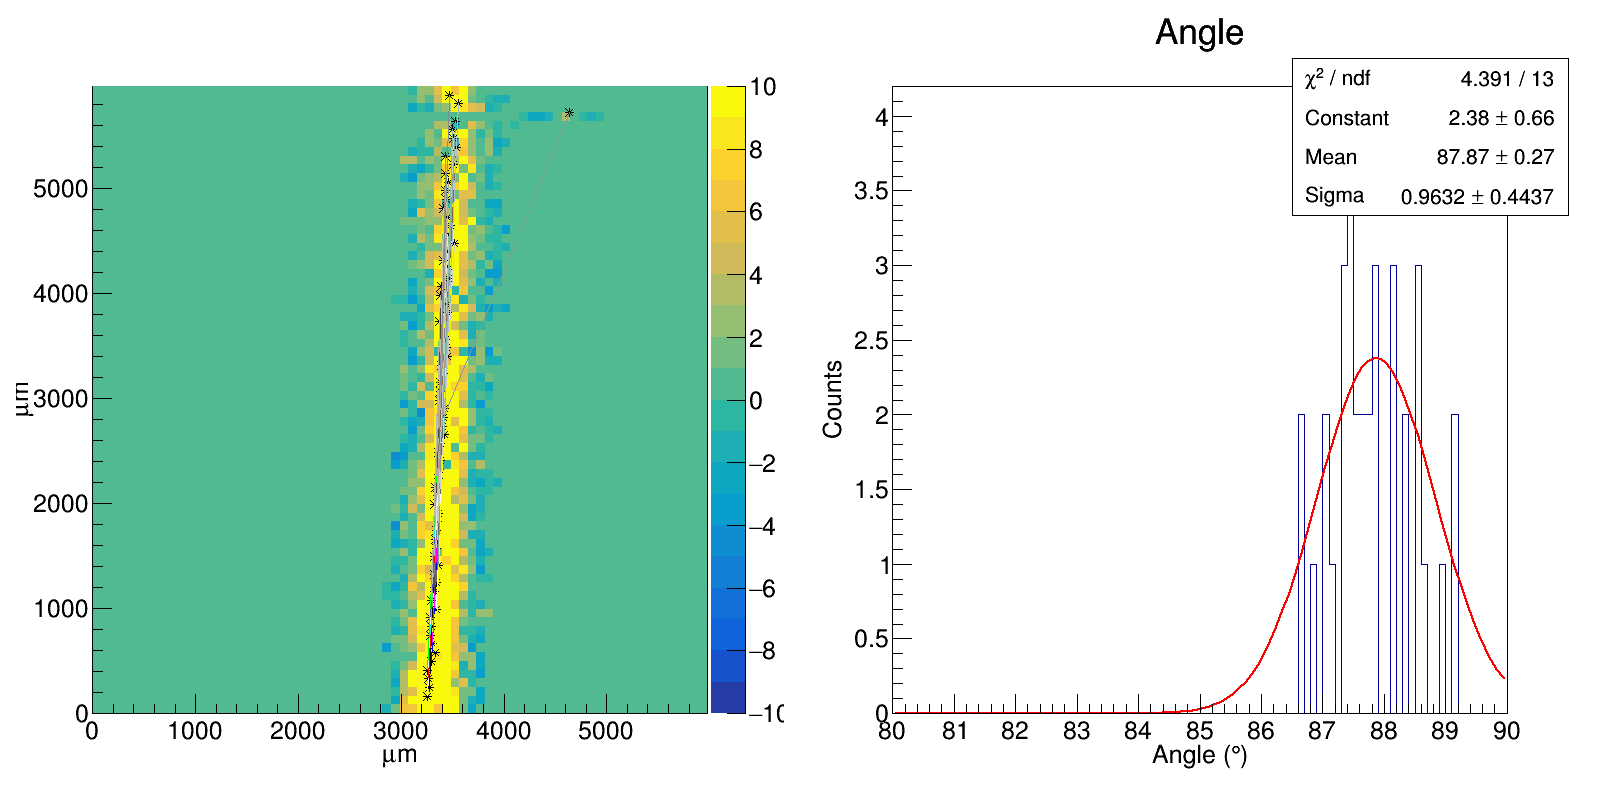 Angle
χ² / ndf 4.391 / 13
Constant 2.38 ± 0.66
Mean 87.87 ± 0.27
Sigma 0.9632 ± 0.4437
μm
5000
4000
3000
2000
1000
0
0 1000 2000 3000 4000 5000
μm
10
8
6
4
2
0
−2
−4
−6
−8
−10
Counts
4
3.5
3
2.5
2
1.5
1
0.5
0
80 81 82 83 84 85 86 87 88 89 90
Angle (°)